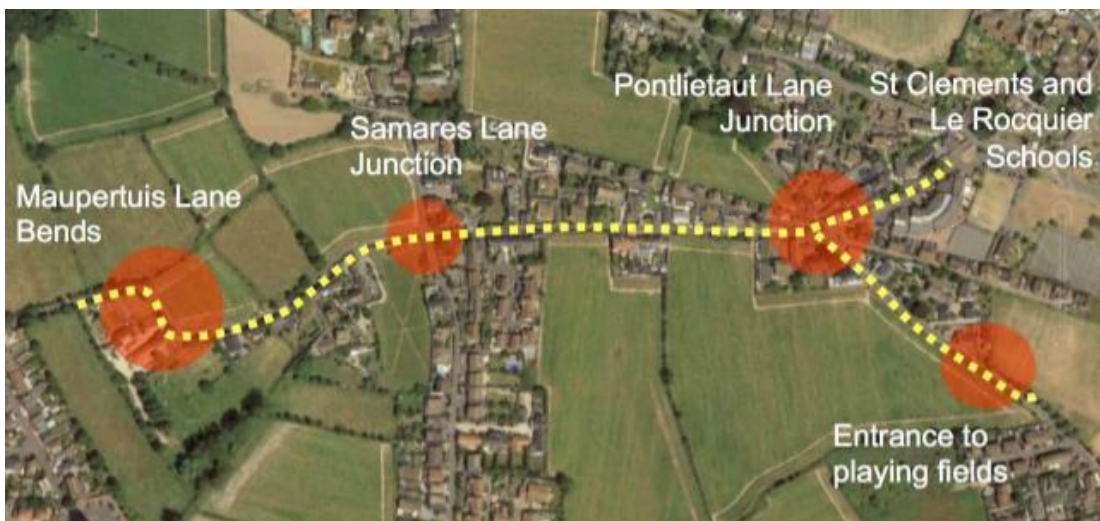 Pontlietaut Lane
Junction
St Clements and
Le Rocquier
Schools
Samares Lane
Junction
Maupertuis Lane
Bends
Entrance to
playing fields